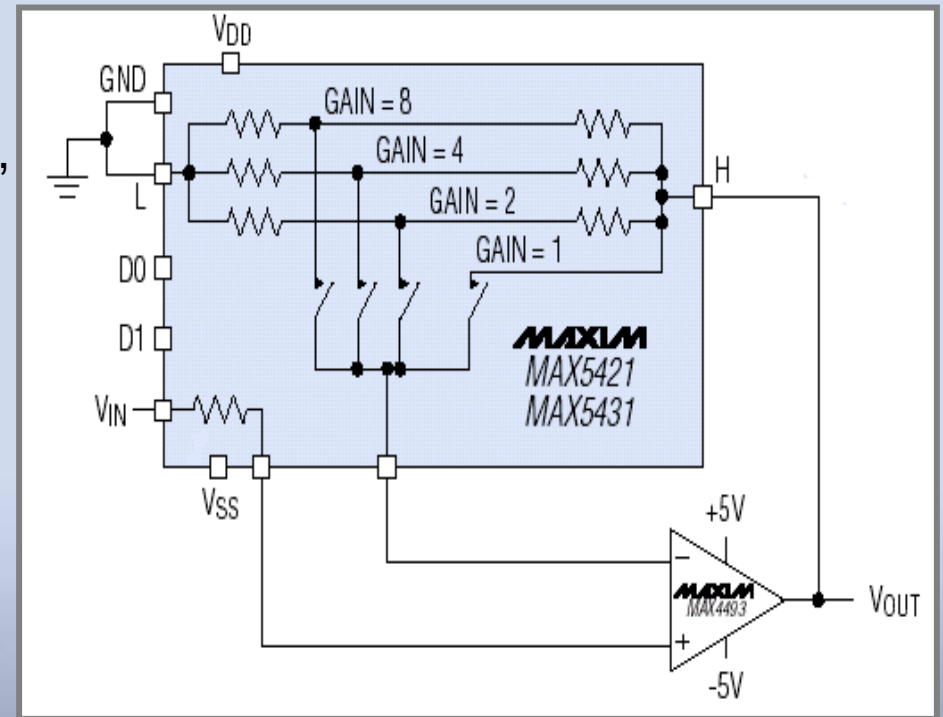 VDD
GND
GAIN = 8
,
GAIN = 4
H
L
GAIN = 2
GAIN = 1
D0
D1
MAXIM
MAX5421
MAX5431
VIN
VSS
+5V
−
MAXIM
MAX4493
VOUT
+
-5V